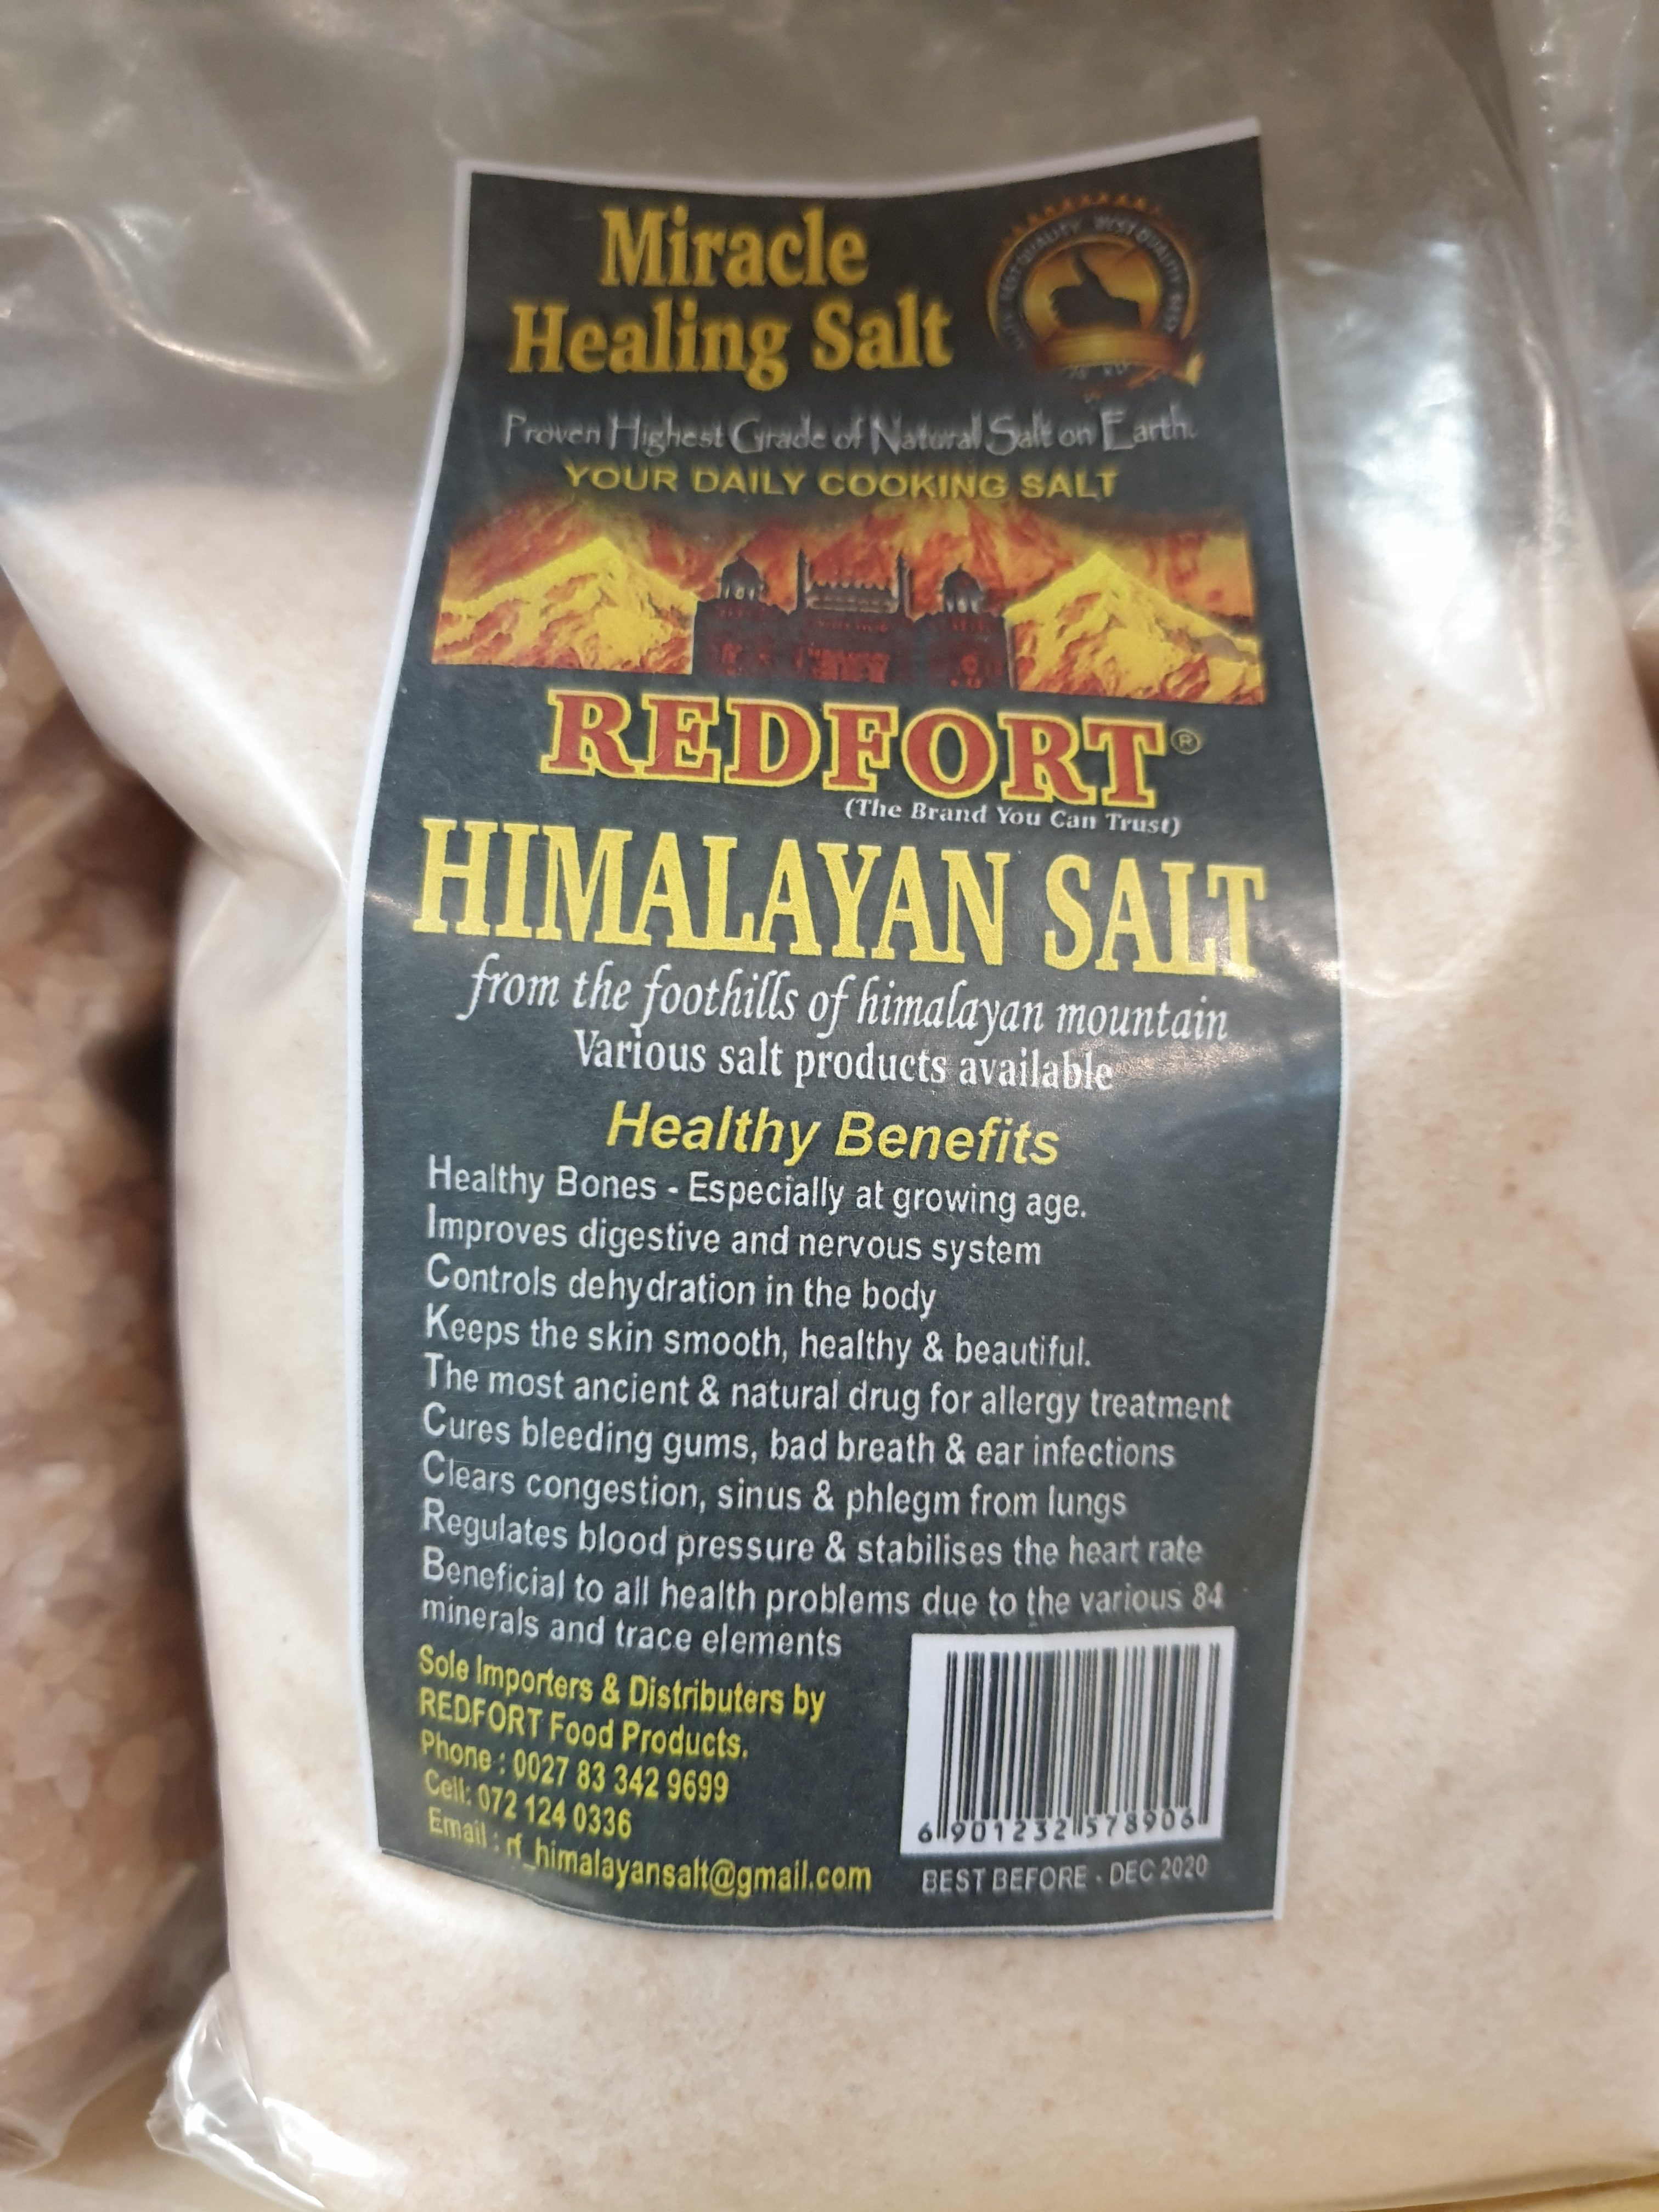 Miracle
Healing Salt
BEST QUALITY BEST QUALITY BEST
Proven Highest Grade of Natural Salt on Earth.
YOUR DAILY COOKING SALT
REDFORT®
(The Brand You Can Trust)
HIMALAYAN SALT
from the foothills of himalayan mountain
Various salt products available
Healthy Benefits
Healthy Bones - Especially at growing age.
Improves digestive and nervous system
Controls dehydration in the body
Keeps the skin smooth, healthy & beautiful.
The most ancient & natural drug for allergy treatment
Cures bleeding gums, bad breath & ear infections
Clears congestion, sinus & phlegm from lungs
Regulates blood pressure & stabilises the heart rate
Beneficial to all health problems due to the various 84
minerals and trace elements
Sole Importers & Distributers by
REDFORT Food Products.
Phone : 0027 83 342 9699
Cell: 072 124 0336
Email : rf_himalayansalt@gmail.com
6 901232 578906
BEST BEFORE - DEC 2020